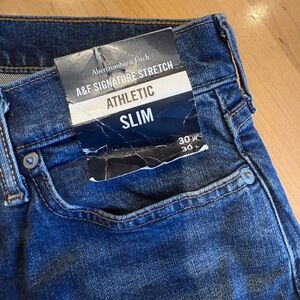 Abercrombie & Fitch
A&F SIGNATURE STRETCH
ATHLETIC
SLIM
30 W
30 L